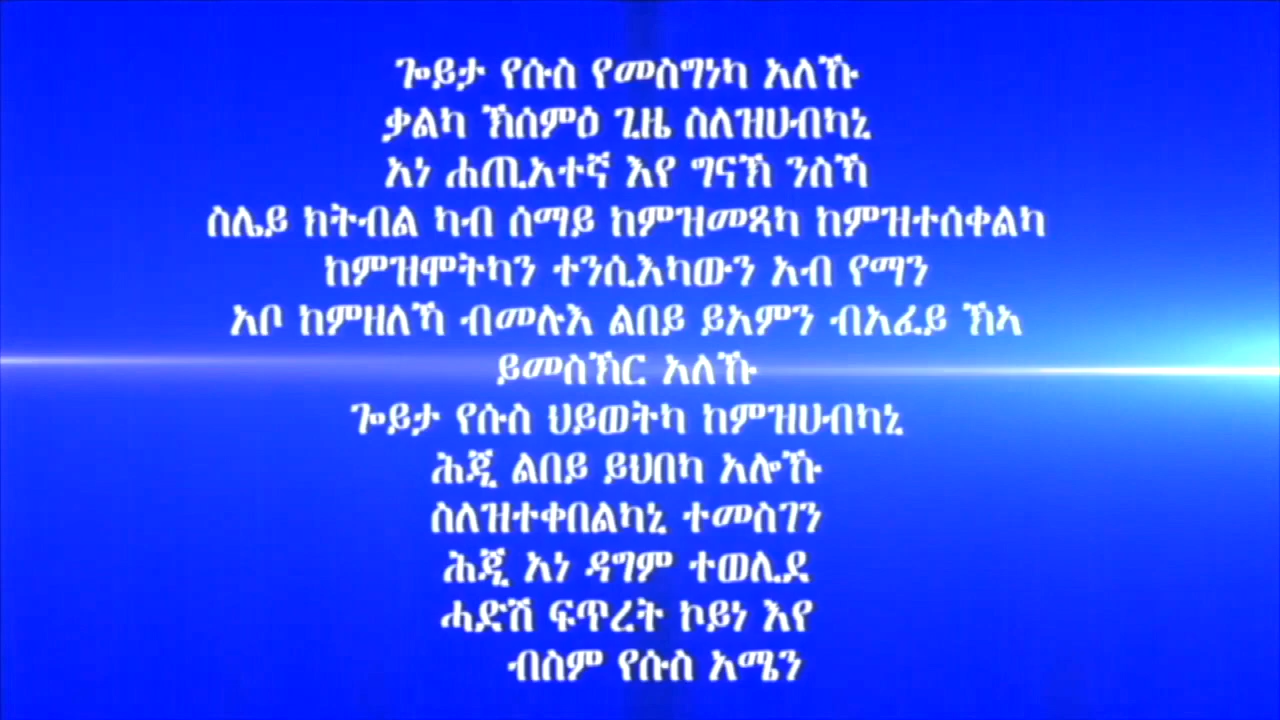 ጐይታ የሱስ የመስግነካ አለኹ
ቃልካ ኽሰምዕ ጊዜ ስለዝሀብካኒ
አነ ሐጢአተኛ እየ ግናኽ ንስኻ
ስሌይ ክትብል ካብ ሰማይ ከምዝመጻካ ከምዝተሰቀልካ
ከምዝሞትካን ተንሲእካውን አብ የማን
አቦ ከምዘለኻ ብመሉእ ልበይ ይአምን ብአፈይ ኽኣ
ይመስኽር አለኹ
ጐይታ የሱስ ህይወትካ ከምዝሀብካኒ
ሕጂ ልበይ ይህበካ አሎኹ
ስለዝተቀበልካኒ ተመስገን
ሕጂ አነ ዳግም ተወሊደ
ሓድሽ ፍጥረት ኮይነ እየ
ብስም የሱስ አሜን